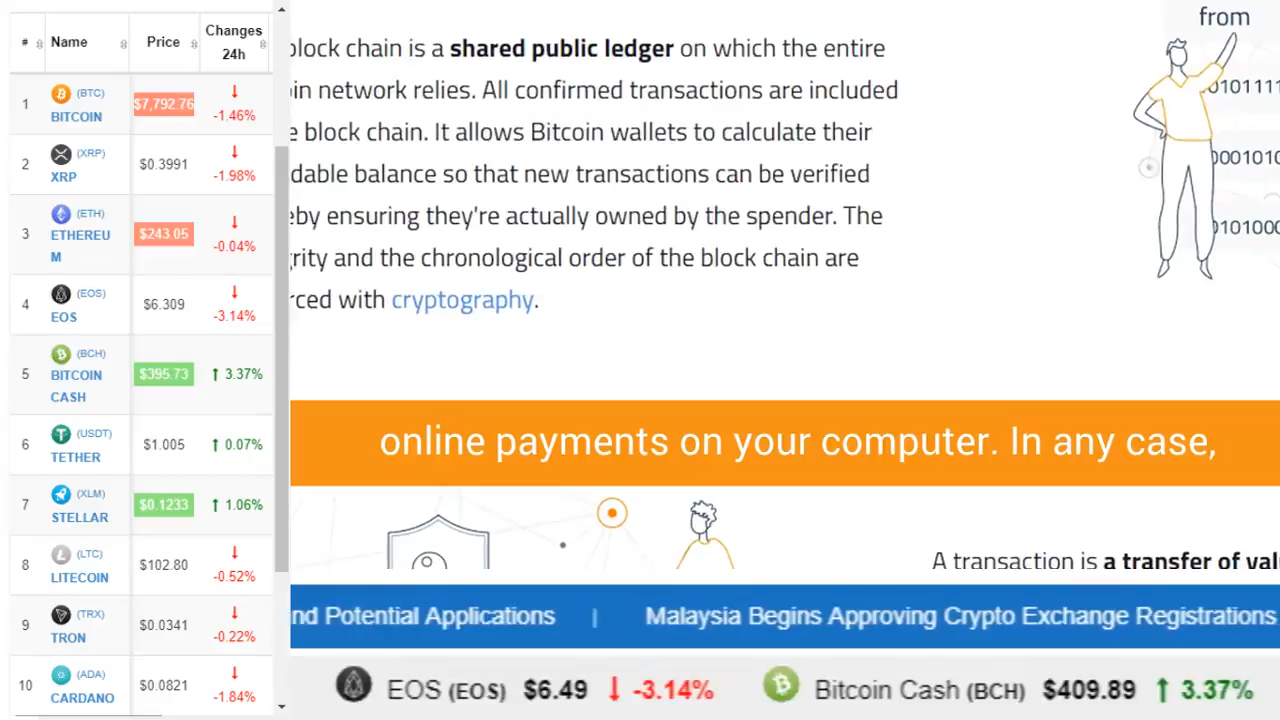 # Name Price Changes 24h
1 (BTC) BITCOIN $7,792.76 ↓ -1.46%
2 (XRP) XRP $0.3991 ↓ -1.98%
3 (ETH) ETHEREUM $243.05 ↓ -0.04%
4 (EOS) EOS $6.309 ↓ -3.14%
5 (BCH) BITCOIN CASH $395.73 ↑ 3.37%
6 (USDT) TETHER $1.005 ↑ 0.07%
7 (XLM) STELLAR $0.1233 ↑ 1.06%
8 (LTC) LITECOIN $102.80 ↓ -0.52%
9 (TRX) TRON $0.0341 ↓ -0.22%
10 (ADA) CARDANO $0.0821 ↓ -1.84%
block chain is a shared public ledger on which the entire
in network relies. All confirmed transactions are included
e block chain. It allows Bitcoin wallets to calculate their
dable balance so that new transactions can be verified
eby ensuring they're actually owned by the spender. The
grity and the chronological order of the block chain are
rced with cryptography.
from
0101111
0001010
0101000
online payments on your computer. In any case,
A transaction is a transfer of val
nd Potential Applications | Malaysia Begins Approving Crypto Exchange Registrations
EOS (EOS) $6.49 ↓ -3.14% Bitcoin Cash (BCH) $409.89 ↑ 3.37%